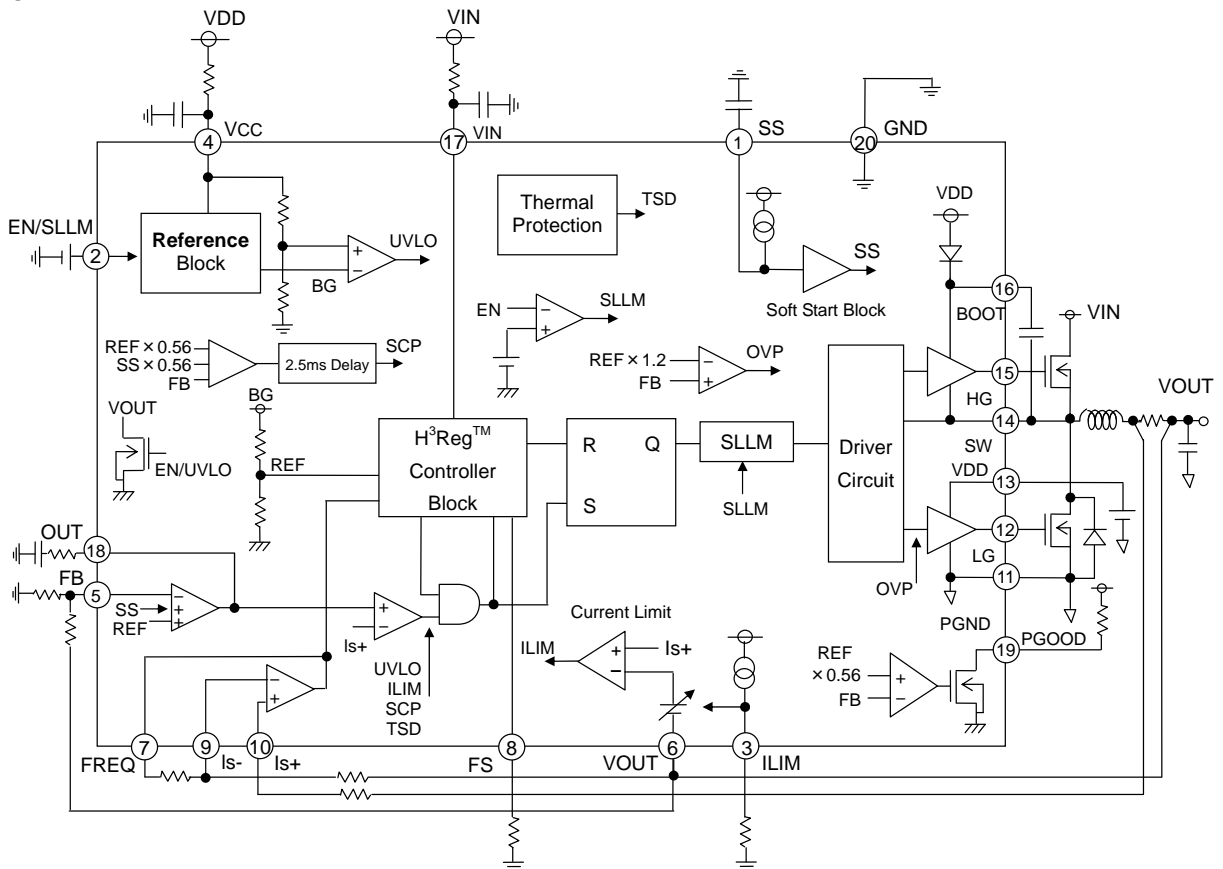 VDD
VIN
VCC
4
17
VIN
1
SS
20
GND
EN/SLLM
2
Reference
Block
BG
UVLO
Thermal
Protection
TSD
SS
Soft Start Block
VDD
16
BOOT
VIN
EN
SLLM
REF×0.56
SS×0.56
FB
2.5ms Delay
SCP
REF×1.2
FB
OVP
15
HG
14
SW
VOUT
VOUT
EN/UVLO
BG
REF
H³Reg™
Controller
Block
R
Q
S
SLLM
SLLM
Driver
Circuit
VDD
13
12
LG
OVP
11
PGND
OUT
18
FB
5
SS
REF
Is+
UVLO
ILIM
SCP
TSD
Current Limit
ILIM
Is+
19
PGOOD
REF
×0.56
FB
7
FREQ
9
Is-
10
Is+
8
FS
6
VOUT
3
ILIM